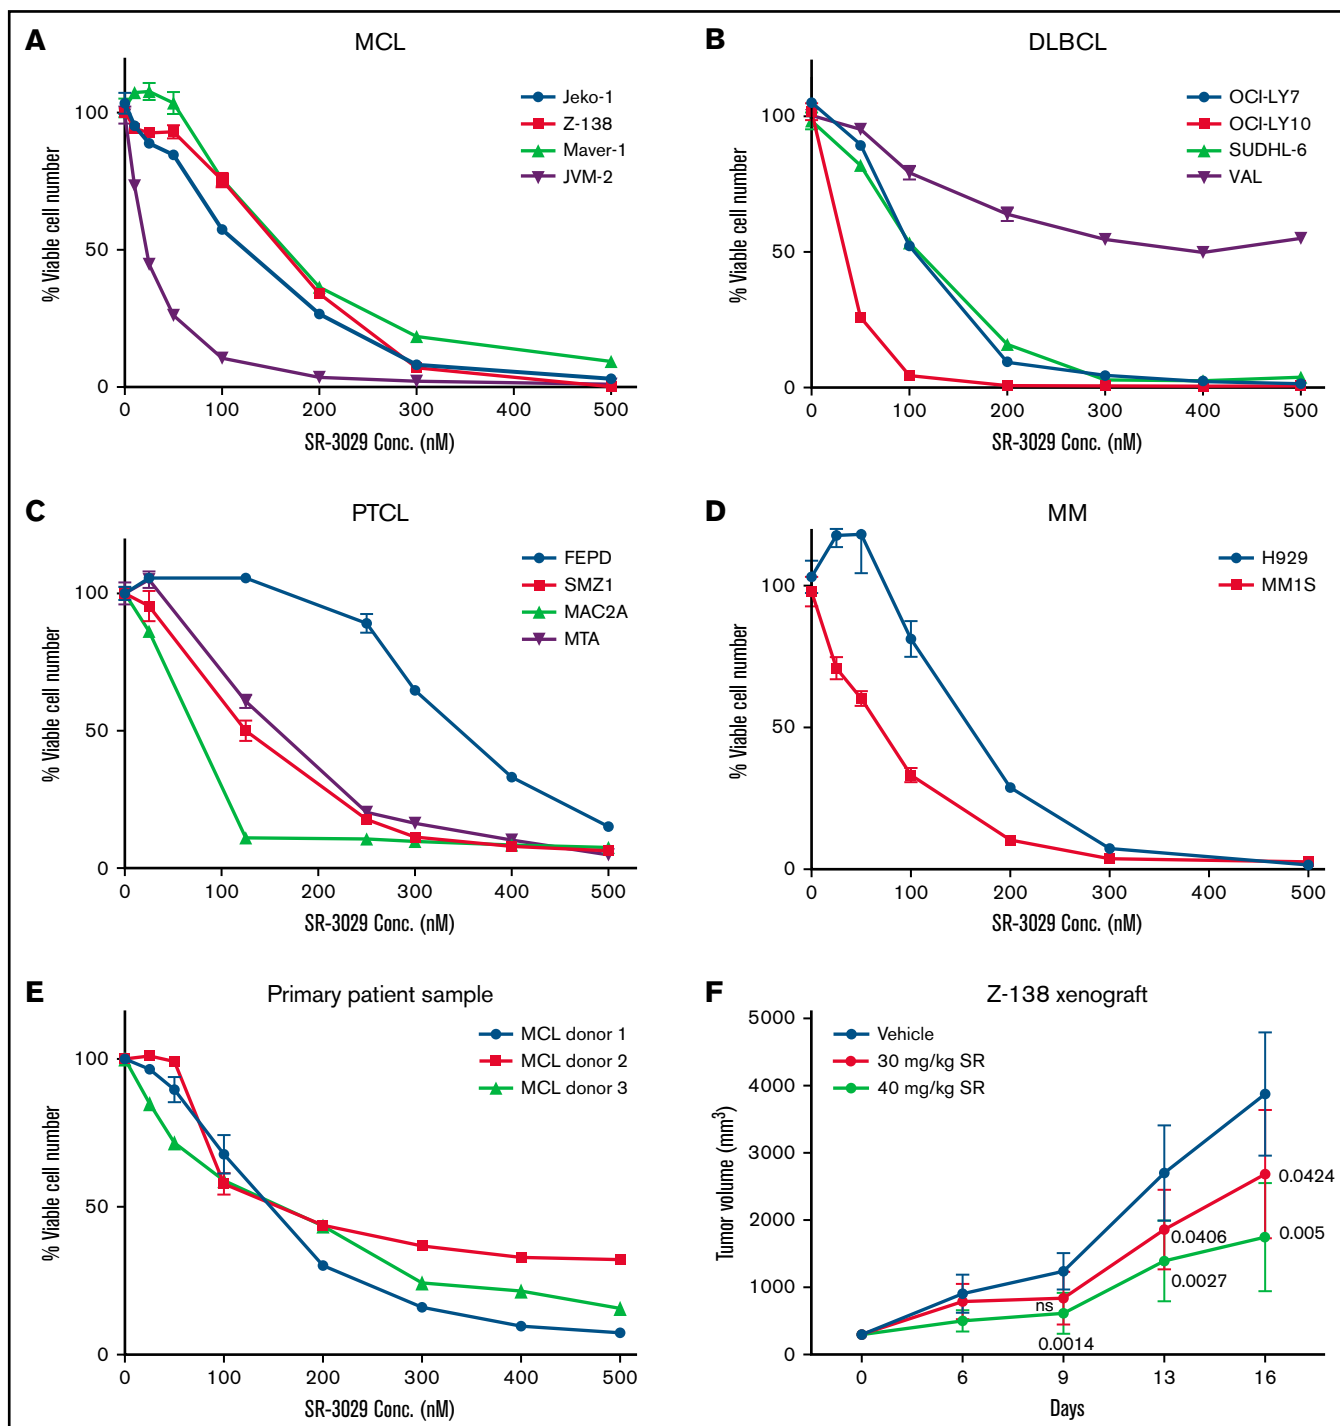 A
MCL
% Viable cell number
100
50
0
0 100 200 300 400 500
SR-3029 Conc. (nM)
Jeko-1
Z-138
Maver-1
JVM-2
B
DLBCL
% Viable cell number
100
50
0
0 100 200 300 400 500
SR-3029 Conc. (nM)
OCI-LY7
OCI-LY10
SUDHL-6
VAL
C
PTCL
% Viable cell number
100
50
0
0 100 200 300 400 500
SR-3029 Conc. (nM)
FEPD
SMZ1
MAC2A
MTA
D
MM
% Viable cell number
100
50
0
0 100 200 300 400 500
SR-3029 Conc. (nM)
H929
MM1S
E
Primary patient sample
% Viable cell number
100
50
0
0 100 200 300 400 500
SR-3029 Conc. (nM)
MCL donor 1
MCL donor 2
MCL donor 3
F
Z-138 xenograft
Tumor volume (mm³)
5000
4000
3000
2000
1000
0
0 6 9 13 16
Days
Vehicle
30 mg/kg SR
40 mg/kg SR
ns
0.0014
0.0406
0.0027
0.0424
0.005